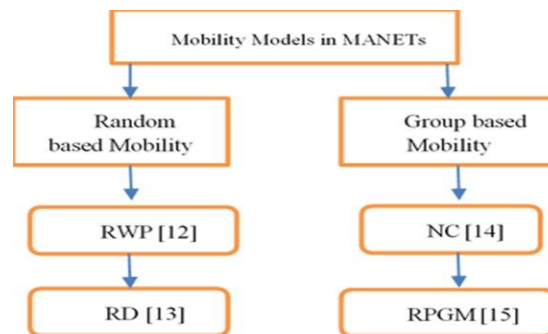 Mobility Models in MANETs
Random
based Mobility
Group based
Mobility
RWP [12]
NC [14]
RD [13]
RPGM [15]